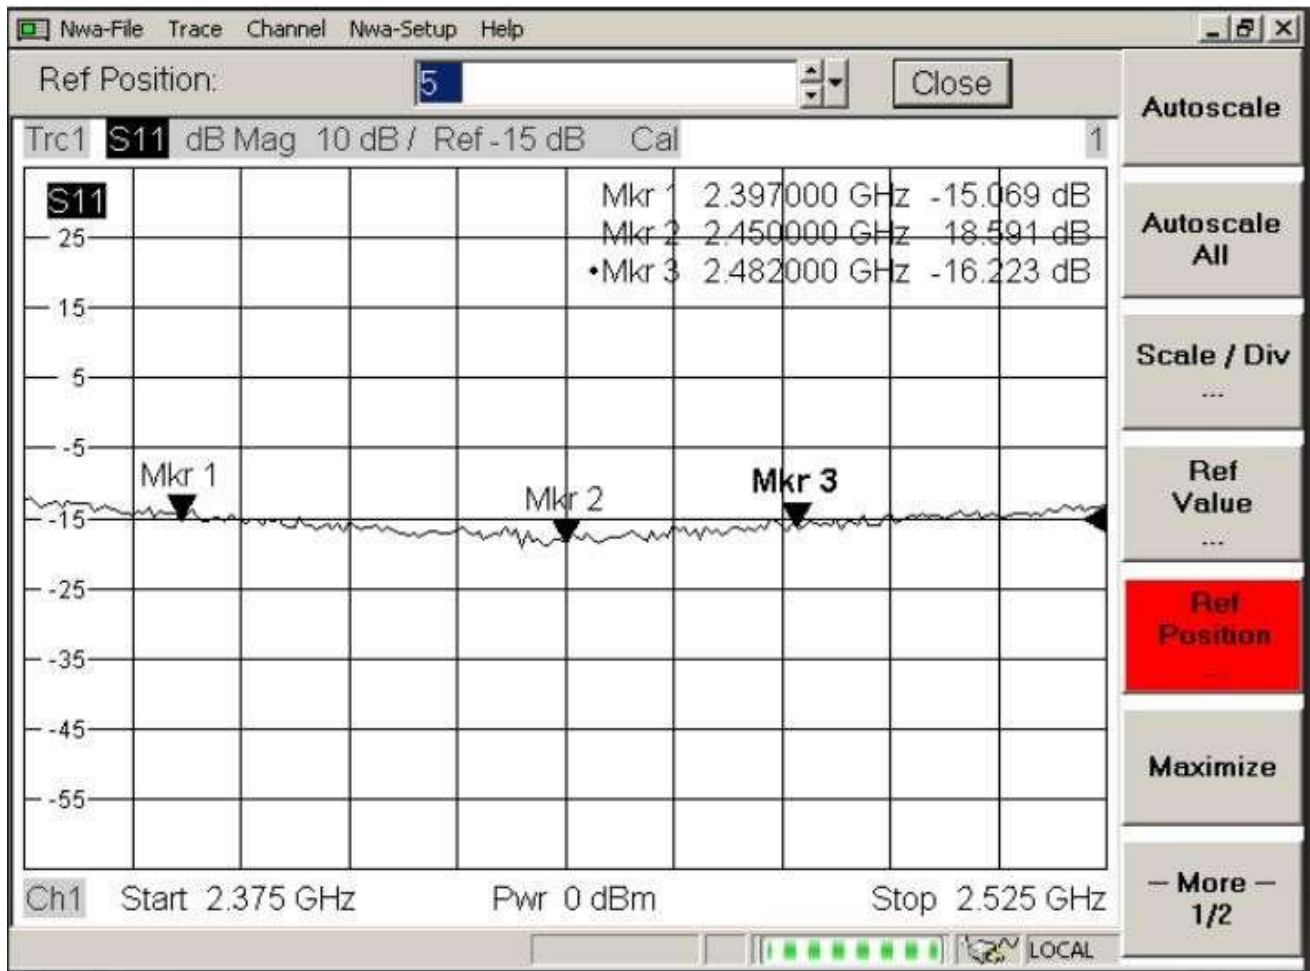 Nwa-File Trace Channel Nwa-Setup Help
Ref Position: 5 Close
Trc1 S11 dB Mag 10 dB / Ref -15 dB Cal 1
S11
Mkr 1 2.397000 GHz -15.069 dB
Mkr 2 2.450000 GHz -18.591 dB
•Mkr 3 2.482000 GHz -16.223 dB
25
15
5
-5
Mkr 1
Mkr 2
Mkr 3
-15
-25
-35
-45
-55
Ch1 Start 2.375 GHz Pwr 0 dBm Stop 2.525 GHz
LOCAL
Autoscale
Autoscale
All
Scale / Div
...
Ref
Value
...
Ref
Position
...
Maximize
— More —
1/2